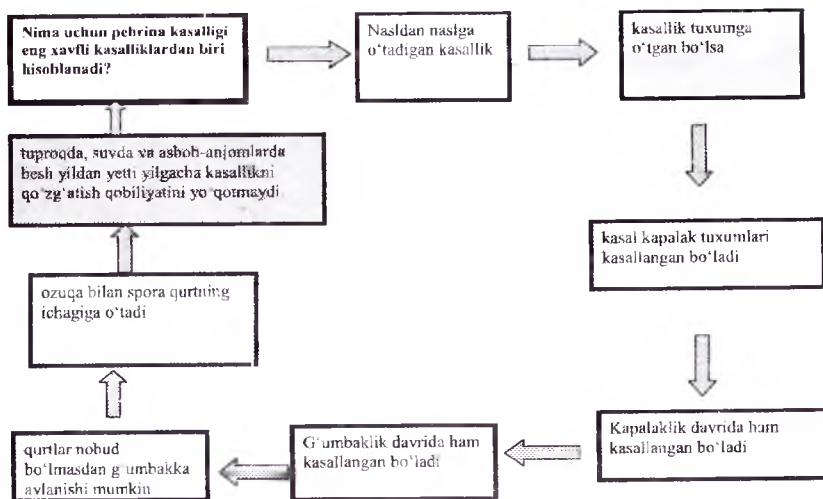 Nima uchun pebrina kasalligi
eng xavfli kasalliklardan biri
hisoblanadi?
Nasldan naslga
o‘tadigan kasallik
kasallik tuxumga
o‘tgan bo‘lsa
kasal kapalak tuxumlari
kasallangan bo‘ladi
Kapalaklik davrida ham
kasallangan bo‘ladi
G‘umbaklik davrida ham
kasallangan bo‘ladi
qurtlar nobud
bo‘lmasdan g‘umbakka
aylanishi mumkin
ozuqa bilan spora qurtning
ichagiga o‘tadi
tuproqda, suvda va asbob-anjomlarda
besh yildan yetti yilgacha kasallikni
qo‘zg‘atish qobiliyatini yo‘qotmaydi